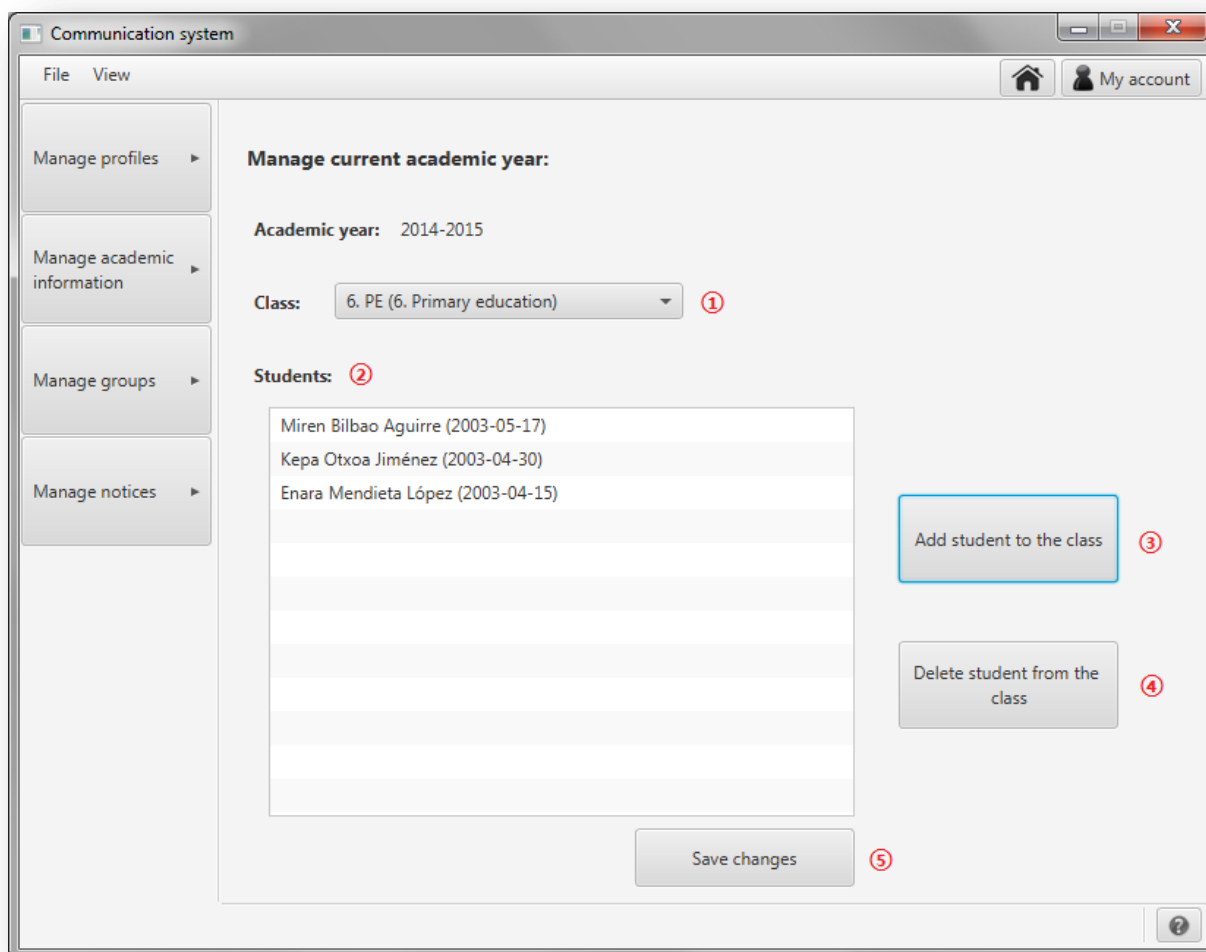 Communication system
File View
My account
Manage profiles
Manage academic
information
Manage groups
Manage notices
Manage current academic year:
Academic year: 2014-2015
Class: 6. PE (6. Primary education) ①
Students: ②
Miren Bilbao Aguirre (2003-05-17)
Kepa Otxoa Jiménez (2003-04-30)
Enara Mendieta López (2003-04-15)
Add student to the class ③
Delete student from the
class ④
Save changes ⑤
?